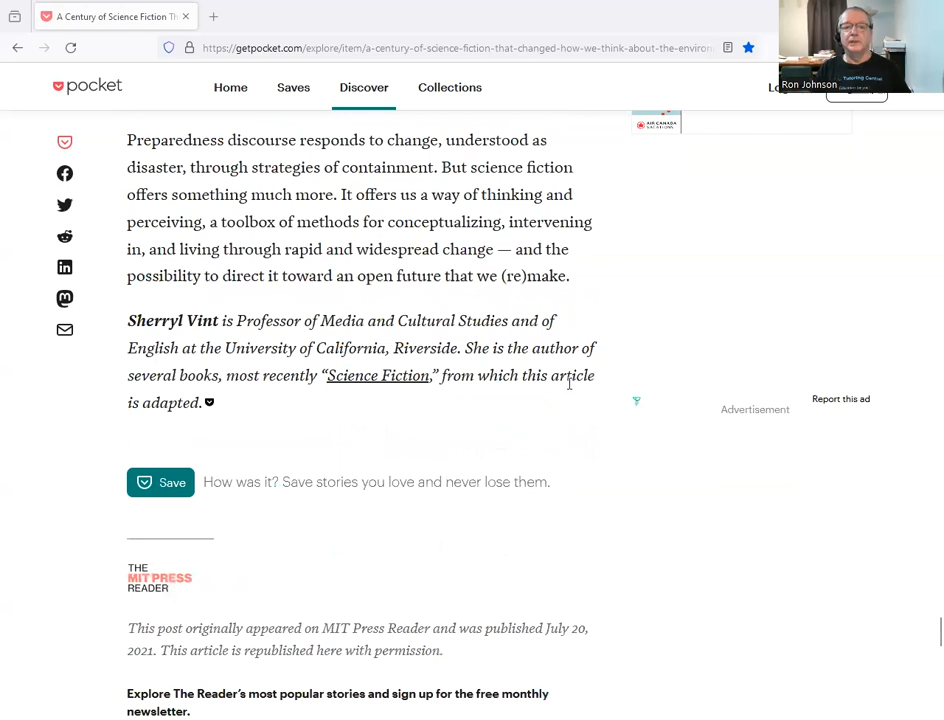 A Century of Science Fiction Th
https://getpocket.com/explore/item/a-century-of-science-fiction-that-changed-how-we-think-about-the-environ
Tutoring Central
Ron Johnson
pocket
Home
Saves
Discover
Collections
AIR CANADA
VACATIONS
Preparedness discourse responds to change, understood as
disaster, through strategies of containment. But science fiction
offers something much more. It offers us a way of thinking and
perceiving, a toolbox of methods for conceptualizing, intervening
in, and living through rapid and widespread change — and the
possibility to direct it toward an open future that we (re)make.
Sherryl Vint is Professor of Media and Cultural Studies and of
English at the University of California, Riverside. She is the author of
several books, most recently “Science Fiction,” from which this article
is adapted.
Report this ad
Advertisement
Save
How was it? Save stories you love and never lose them.
THE
MIT PRESS
READER
This post originally appeared on MIT Press Reader and was published July 20,
2021. This article is republished here with permission.
Explore The Reader’s most popular stories and sign up for the free monthly
newsletter.